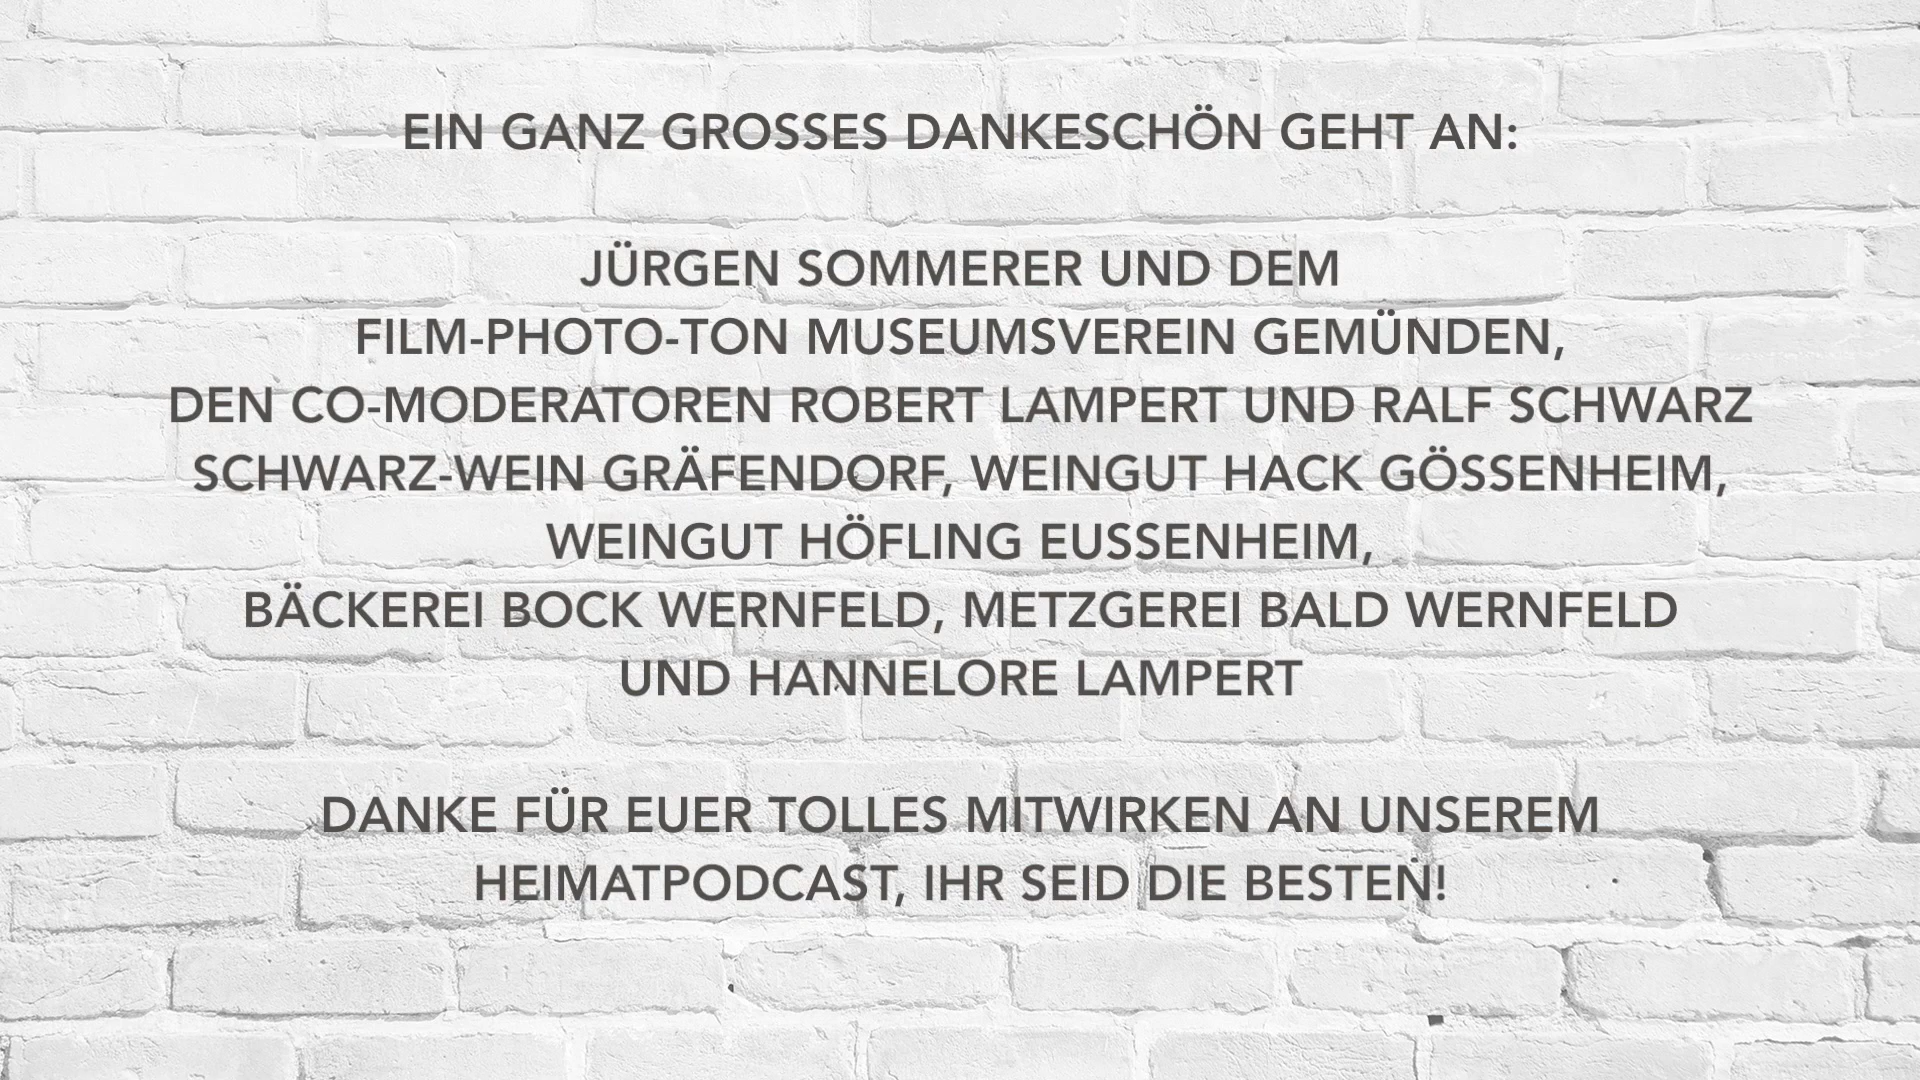 EIN GANZ GROSSES DANKESCHÖN GEHT AN:
JÜRGEN SOMMERER UND DEM
FILM-PHOTO-TON MUSEUMSVEREIN GEMÜNDEN,
DEN CO-MODERATOREN ROBERT LAMPERT UND RALF SCHWARZ
SCHWARZ-WEIN GRÄFENDORF, WEINGUT HACK GÖSSENHEIM,
WEINGUT HÖFLING EUSSENHEIM,
BÄCKEREI BOCK WERNFELD, METZGEREI BALD WERNFELD
UND HANNELORE LAMPERT
DANKE FÜR EUER TOLLES MITWIRKEN AN UNSEREM
HEIMATPODCAST, IHR SEID DIE BESTEN!